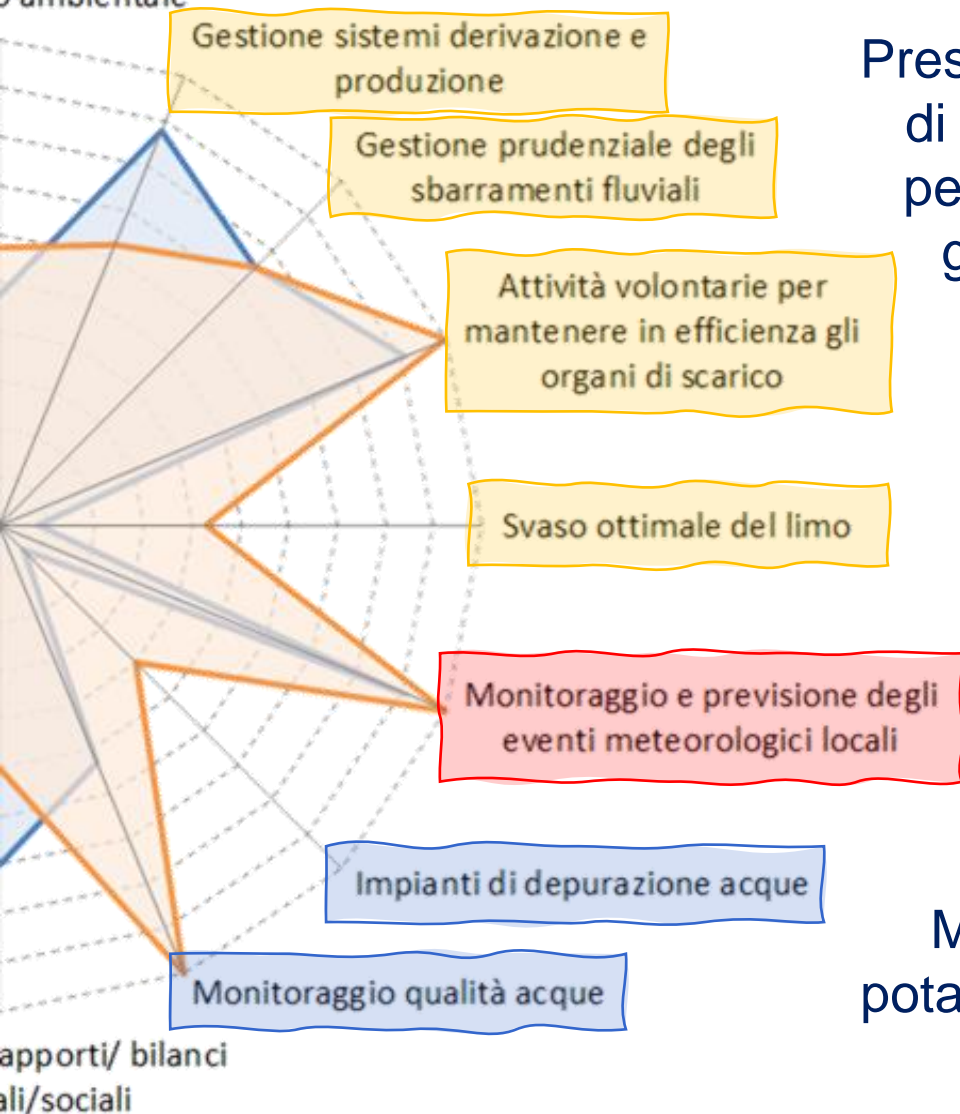 ambientale
Gestione sistemi derivazione e
produzione
Gestione prudenziale degli
sbarramenti fluviali
Attività volontarie per
mantenere in efficienza gli
organi di scarico
Svaso ottimale del limo
Monitoraggio e previsione degli
eventi meteorologici locali
Impianti di depurazione acque
Monitoraggio qualità acque
apporti/ bilanci
ali/sociali
Pres
di
pe
g
M
pota